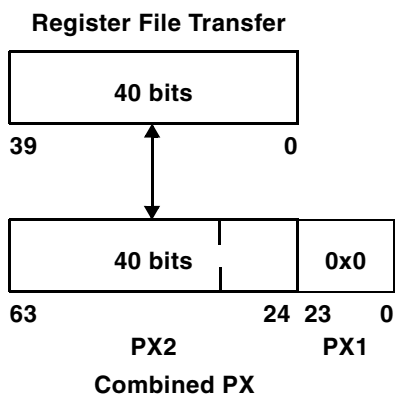 Register File Transfer
40 bits
39 0
40 bits 0x0
63 24 23 0
PX2 PX1
Combined PX